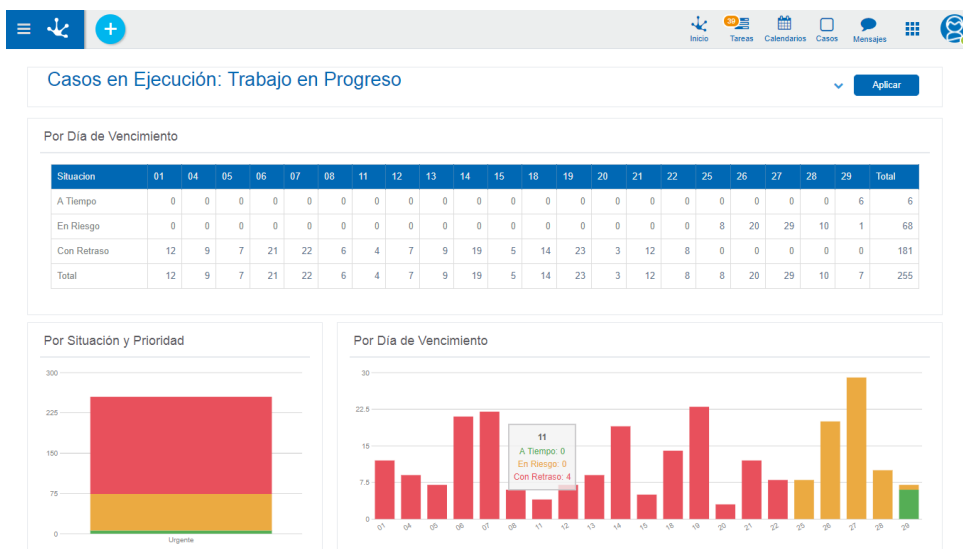 Inicio
39
Tareas
Calendarios
Casos
Mensajes
Casos en Ejecución: Trabajo en Progreso
Aplicar
Por Día de Vencimiento
Situacion 01 04 05 06 07 08 11 12 13 14 15 18 19 20 21 22 25 26 27 28 29 Total
A Tiempo 0 0 0 0 0 0 0 0 0 0 0 0 0 0 0 0 0 0 0 0 6 6
En Riesgo 0 0 0 0 0 0 0 0 0 0 0 0 0 0 0 0 8 20 29 10 1 68
Con Retraso 12 9 7 21 22 6 4 7 9 19 5 14 23 3 12 8 0 0 0 0 0 181
Total 12 9 7 21 22 6 4 7 9 19 5 14 23 3 12 8 8 20 29 10 7 255
Por Situación y Prioridad
300
225
150
75
0
Urgente
Por Día de Vencimiento
30
22.5
15
7.5
0
11
A Tiempo: 0
En Riesgo: 0
Con Retraso: 4
01 04 05 06 07 08 11 12 13 14 15 18 19 20 21 22 25 26 27 28 29